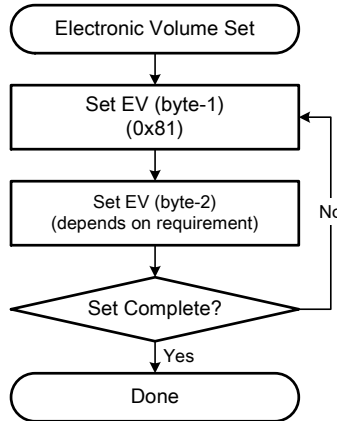 Electronic Volume Set
Set EV (byte-1)
(0x81)
Set EV (byte-2)
(depends on requirement)
No
Set Complete?
Yes
Done